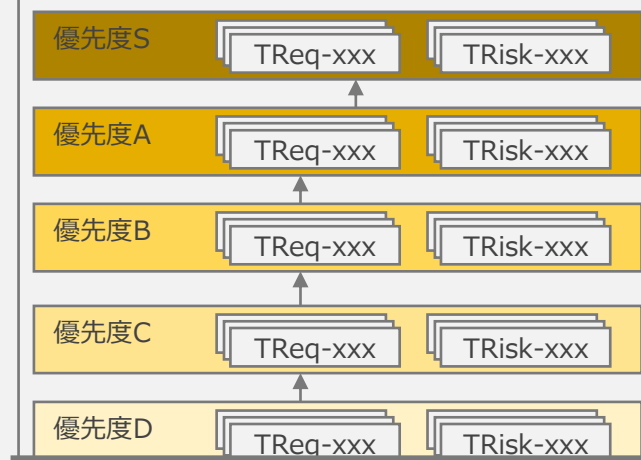 優先度S TReq-xxx TRisk-xxx
優先度A TReq-xxx TRisk-xxx
優先度B TReq-xxx TRisk-xxx
優先度C TReq-xxx TRisk-xxx
優先度D TReq-xxx TRisk-xxx